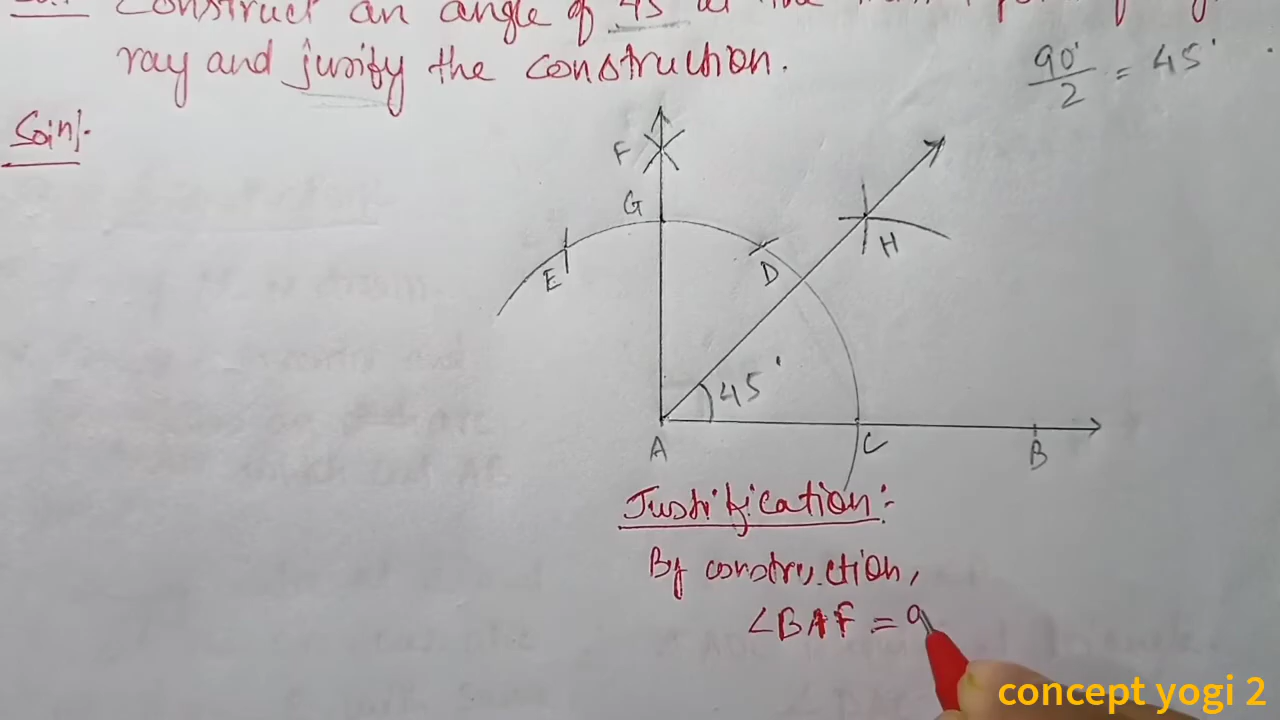 Construct an angle of 45° at the
ray and justify the construction.
90°/2 = 45°
Soln:-
F
G
E
D
H
45°
A
C
B
Justification:-
By construction,
∠BAF = 9
concept yogi 2